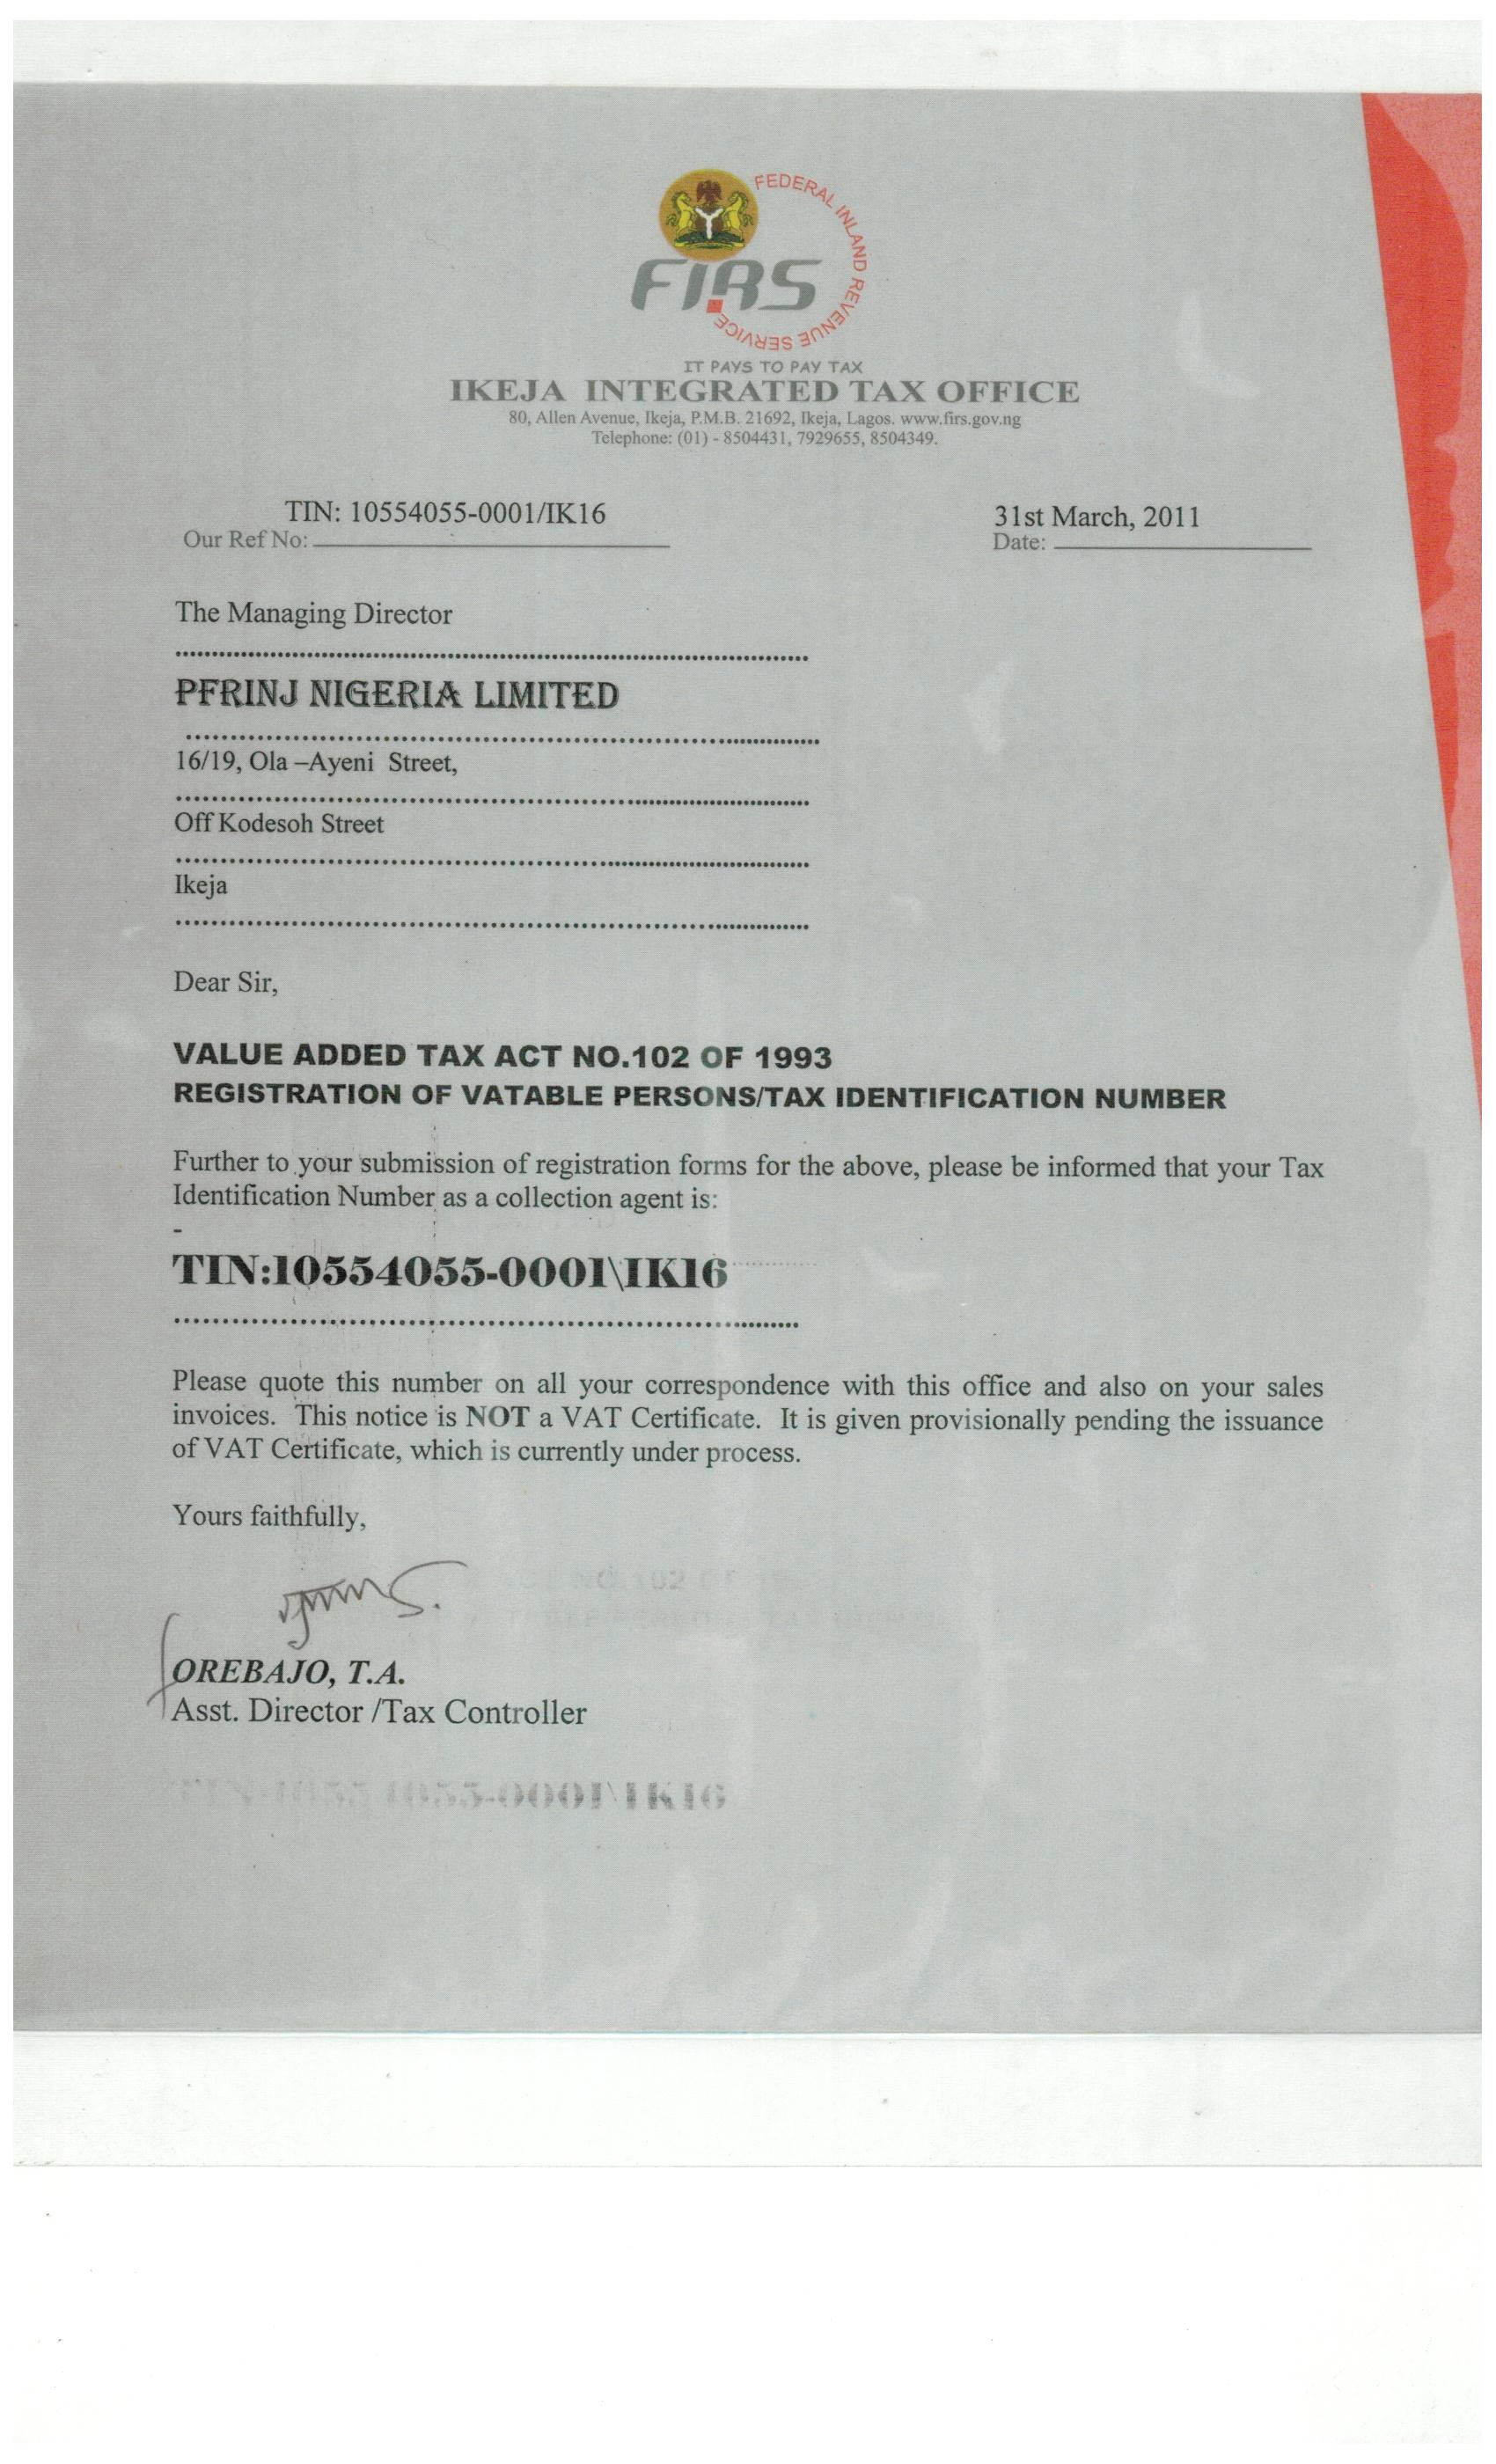 FEDERAL INLAND REVENUE SERVICE
FIRS
IT PAYS TO PAY TAX
IKEJA INTEGRATED TAX OFFICE
80, Allen Avenue, Ikeja, P.M.B. 21692, Ikeja, Lagos. www.firs.gov.ng
Telephone: (01) - 8504431, 7929655, 8504349.
TIN: 10554055-0001/IK16
Our Ref No:
31st March, 2011
Date:
The Managing Director
PFRINJ NIGERIA LIMITED
16/19, Ola –Ayeni Street,
Off Kodesoh Street
Ikeja
Dear Sir,
VALUE ADDED TAX ACT NO.102 OF 1993
REGISTRATION OF VATABLE PERSONS/TAX IDENTIFICATION NUMBER
Further to your submission of registration forms for the above, please be informed that your Tax
Identification Number as a collection agent is:
-
TIN:10554055-0001\IK16
Please quote this number on all your correspondence with this office and also on your sales
invoices. This notice is NOT a VAT Certificate. It is given provisionally pending the issuance
of VAT Certificate, which is currently under process.
Yours faithfully,
OREBAJO, T.A.
Asst. Director /Tax Controller
TIN:10554055-0001\IK16